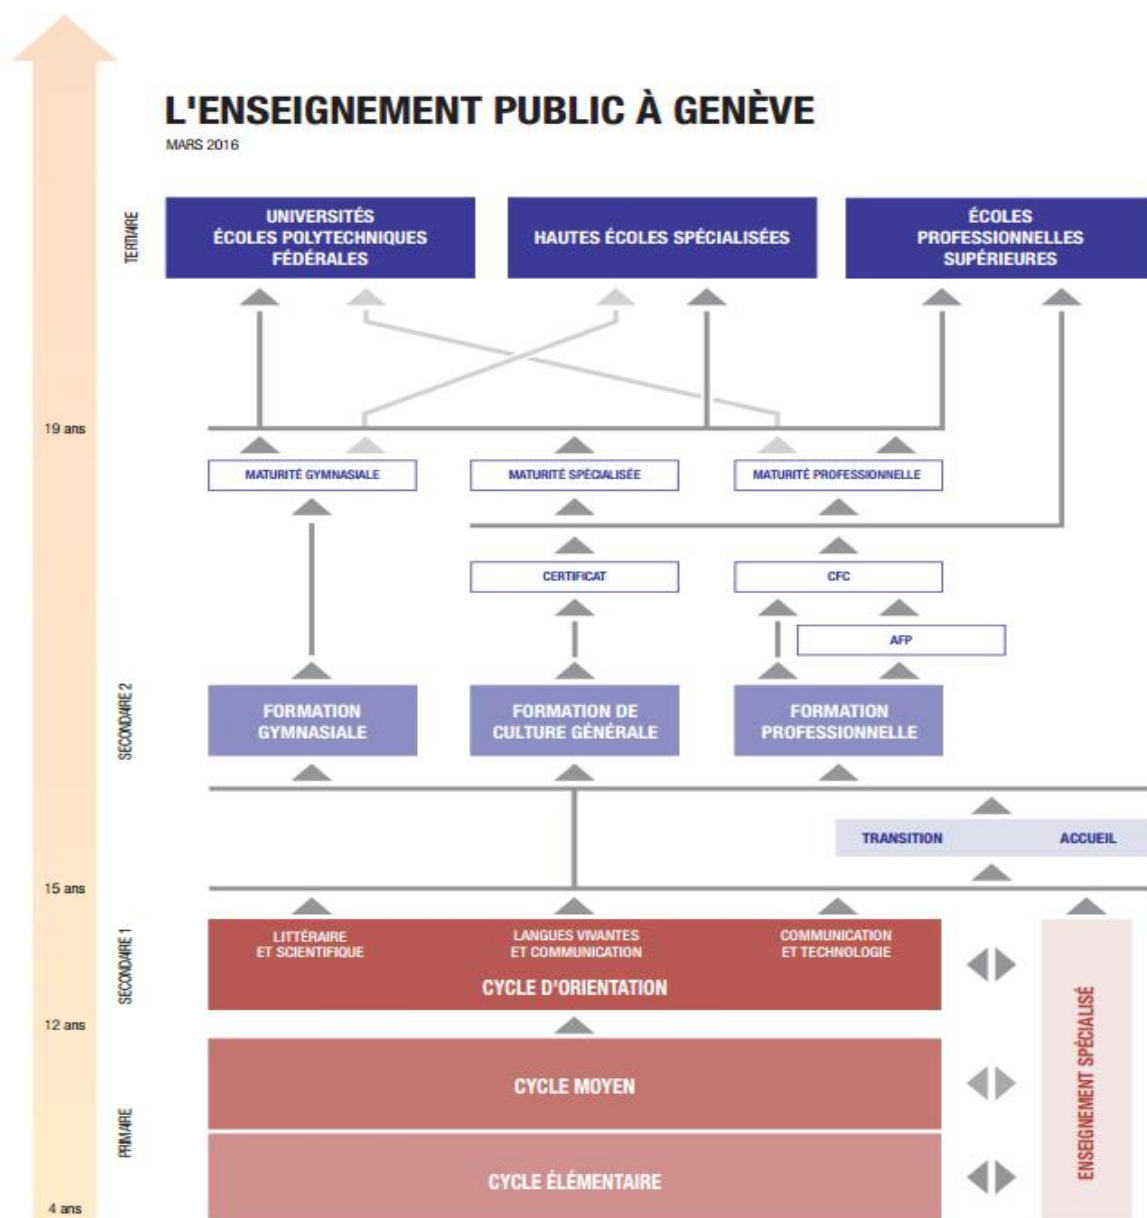 L'ENSEIGNEMENT PUBLIC À GENÈVE
MARS 2016
TERTIAIRE
UNIVERSITÉS
ÉCOLES POLYTECHNIQUES
FÉDÉRALES
HAUTES ÉCOLES SPÉCIALISÉES
ÉCOLES
PROFESSIONNELLES
SUPÉRIEURES
19 ans
MATURITÉ GYMNASIALE
MATURITÉ SPÉCIALISÉE
MATURITÉ PROFESSIONNELLE
CERTIFICAT
CFC
AFP
SECONDAIRE 2
FORMATION
GYMNASIALE
FORMATION DE
CULTURE GÉNÉRALE
FORMATION
PROFESSIONNELLE
TRANSITION
ACCUEIL
15 ans
SECONDAIRE 1
LITTÉRAIRE
ET SCIENTIFIQUE
LANGUES VIVANTES
ET COMMUNICATION
COMMUNICATION
ET TECHNOLOGIE
CYCLE D'ORIENTATION
12 ans
ENSEIGNEMENT SPÉCIALISÉ
PRIMAIRE
CYCLE MOYEN
CYCLE ÉLÉMENTAIRE
4 ans